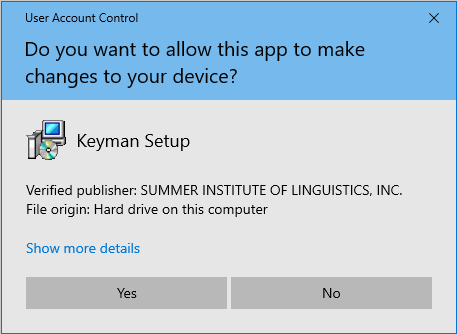 User Account Control
Do you want to allow this app to make
changes to your device?
Keyman Setup
Verified publisher: SUMMER INSTITUTE OF LINGUISTICS, INC.
File origin: Hard drive on this computer
Show more details
Yes
No